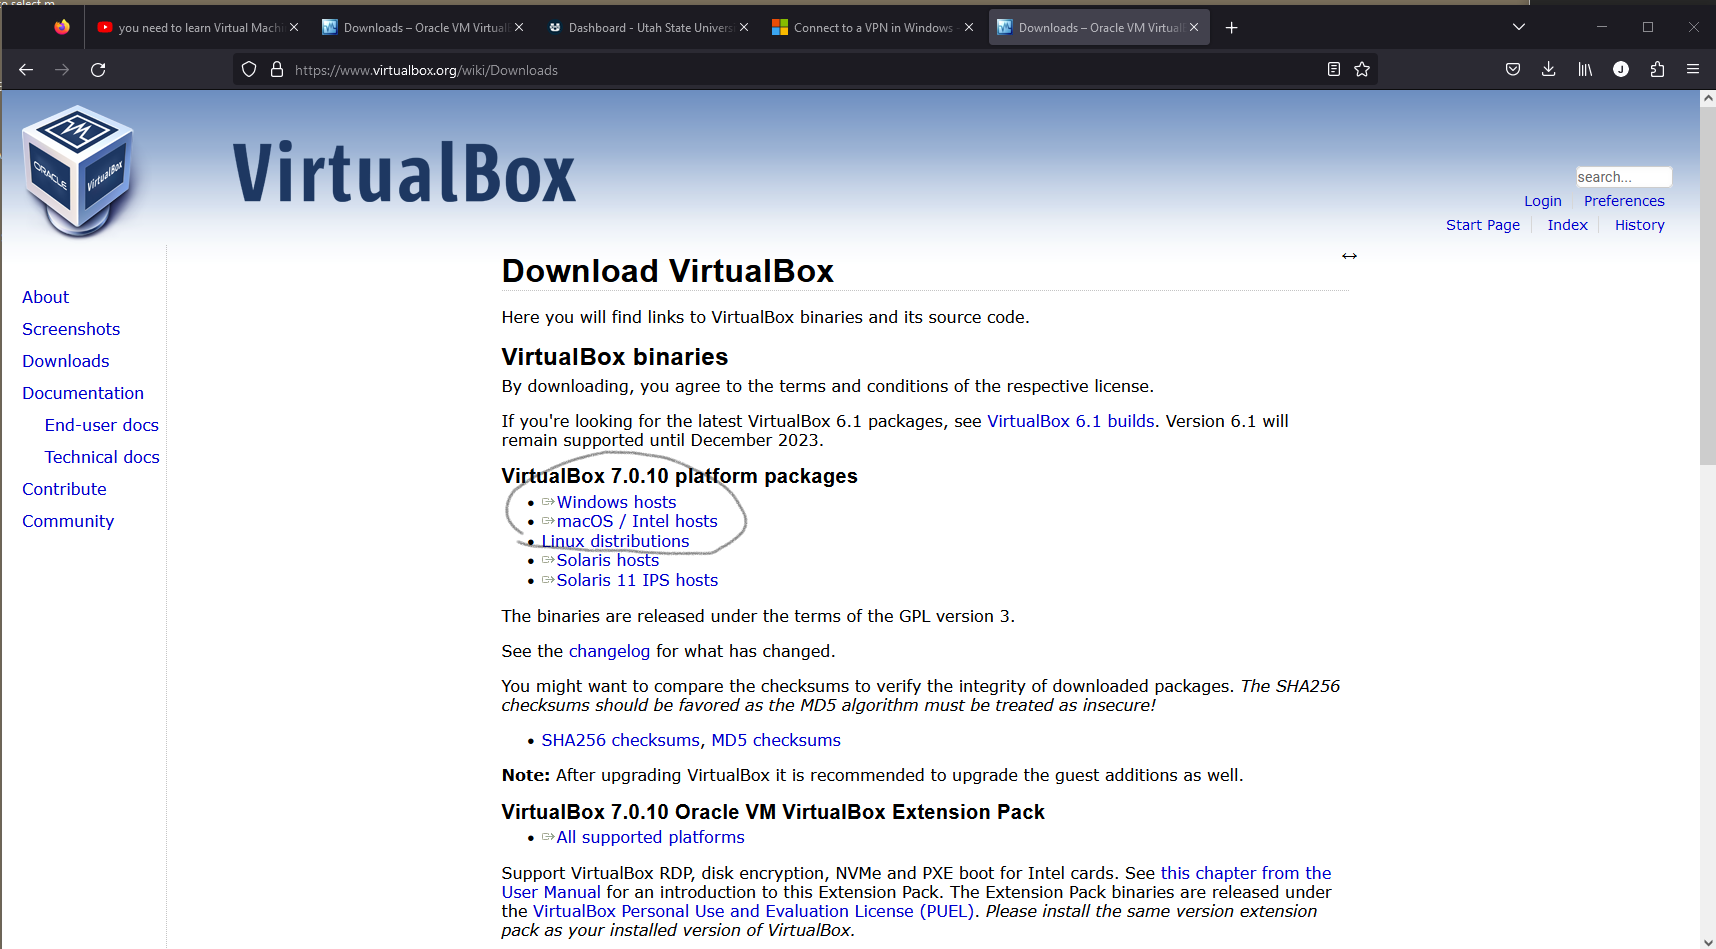 to select m
you need to learn Virtual Machi
Downloads – Oracle VM Virtual
Dashboard - Utah State Universi
Connect to a VPN in Windows -
Downloads – Oracle VM Virtual
https://www.virtualbox.org/wiki/Downloads
J
ORACLE
VirtualBox
VirtualBox
search...
Login
Preferences
Start Page
Index
History
About
Screenshots
Downloads
Documentation
End-user docs
Technical docs
Contribute
Community
Download VirtualBox
Here you will find links to VirtualBox binaries and its source code.
VirtualBox binaries
By downloading, you agree to the terms and conditions of the respective license.
If you're looking for the latest VirtualBox 6.1 packages, see VirtualBox 6.1 builds. Version 6.1 will
remain supported until December 2023.
VirtualBox 7.0.10 platform packages
• Windows hosts
• macOS / Intel hosts
• Linux distributions
• Solaris hosts
• Solaris 11 IPS hosts
The binaries are released under the terms of the GPL version 3.
See the changelog for what has changed.
You might want to compare the checksums to verify the integrity of downloaded packages. The SHA256
checksums should be favored as the MD5 algorithm must be treated as insecure!
• SHA256 checksums, MD5 checksums
Note: After upgrading VirtualBox it is recommended to upgrade the guest additions as well.
VirtualBox 7.0.10 Oracle VM VirtualBox Extension Pack
• All supported platforms
Support VirtualBox RDP, disk encryption, NVMe and PXE boot for Intel cards. See this chapter from the
User Manual for an introduction to this Extension Pack. The Extension Pack binaries are released under
the VirtualBox Personal Use and Evaluation License (PUEL). Please install the same version extension
pack as your installed version of VirtualBox.